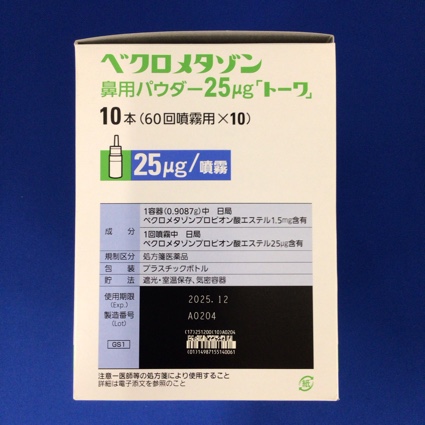 ベクロメタゾン
鼻用パウダー25μg「トーワ」
10本(60回噴霧用×10)
25μg/噴霧
成分
1容器(0.9087g)中 日局
ベクロメタゾンプロピオン酸エステル1.5mg含有
1回噴霧中 日局
ベクロメタゾンプロピオン酸エステル25μg含有
規制区分 処方箋医薬品
包装 プラスチックボトル
貯法 遮光・室温保存、気密容器
使用期限
(Exp.)
2025.12
製造番号
(Lot)
A0204
(17)251200(10)A0204
GS1
(01)14987155140061
注意-医師等の処方箋により使用すること
詳細は電子添文を参照のこと
紙